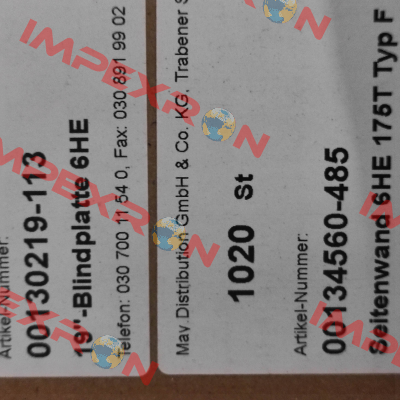 Artikel-Nummer:
00130219-113
19"-Blindplatte 6HE
Telefon: 030 700 11 54 0, Fax: 030 891 99 02
May Distribution GmbH & Co. KG, Trabener S
1020 St
Artikel-Nummer:
00134560-485
Seitenwand 6HE 175T Typ F
IMPEXRON
IMPEXRON
IMPEXRON
IMPEXRON